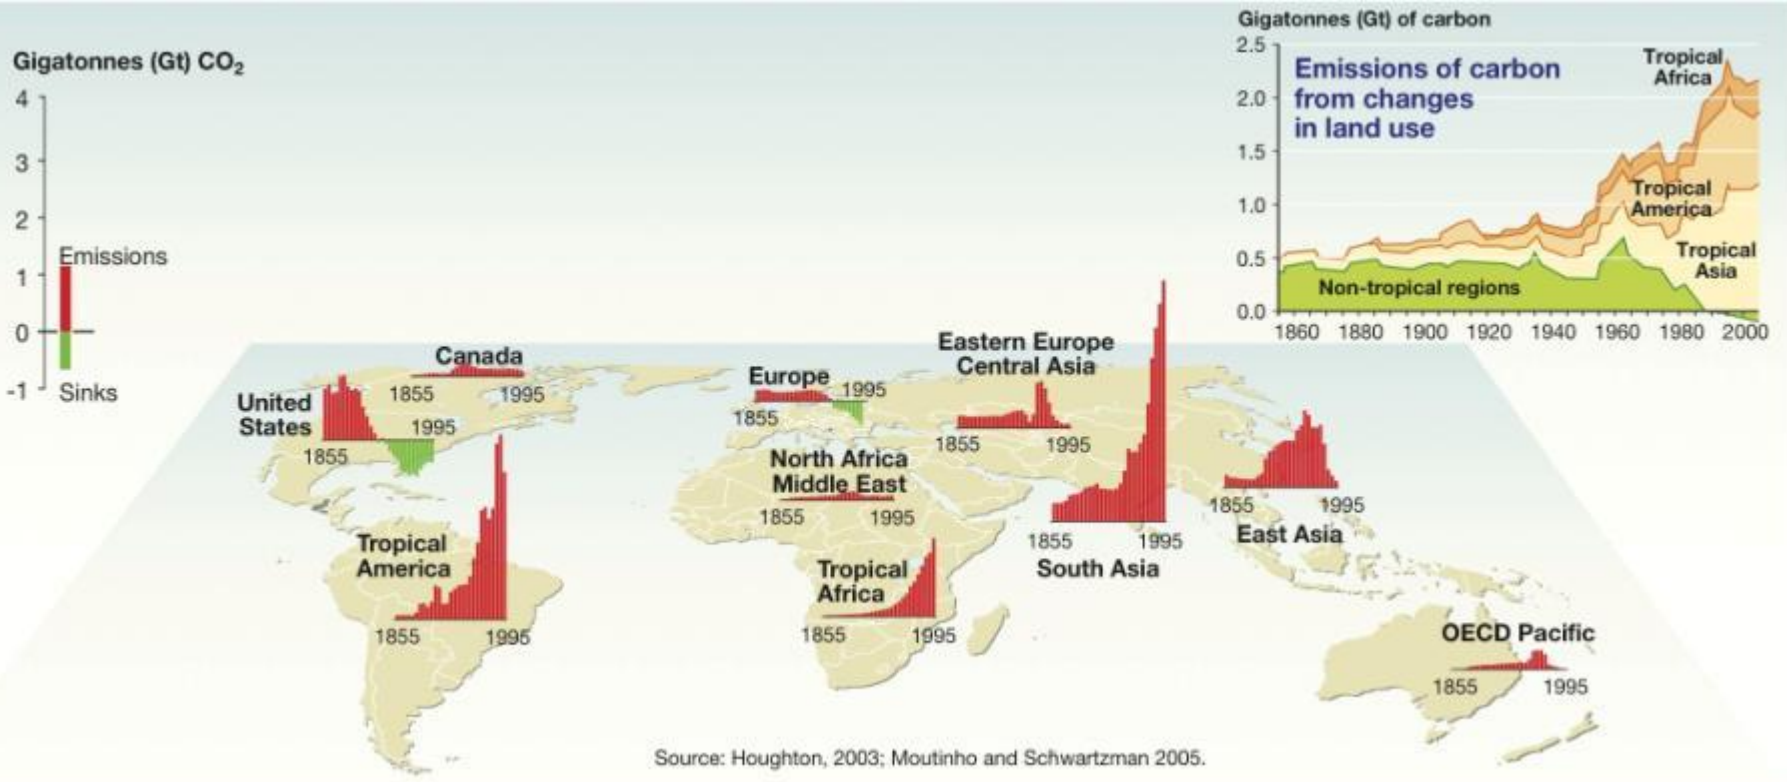 Gigatonnes (Gt) CO₂
4
3
2
1
0
-1
Emissions
Sinks
Gigatonnes (Gt) of carbon
2.5
2.0
1.5
1.0
0.5
0.0
Emissions of carbon
from changes
in land use
Tropical
Africa
Tropical
America
Tropical
Asia
Non-tropical regions
1860 1880 1900 1920 1940 1960 1980 2000
Canada
1855 1995
United
States
1855 1995
Europe
1855 1995
Eastern Europe
Central Asia
1855 1995
North Africa
Middle East
1855 1995
Tropical
America
1855 1995
Tropical
Africa
1855 1995
1855 1995
South Asia
1855 1995
East Asia
OECD Pacific
1855 1995
Source: Houghton, 2003; Moutinho and Schwartzman 2005.